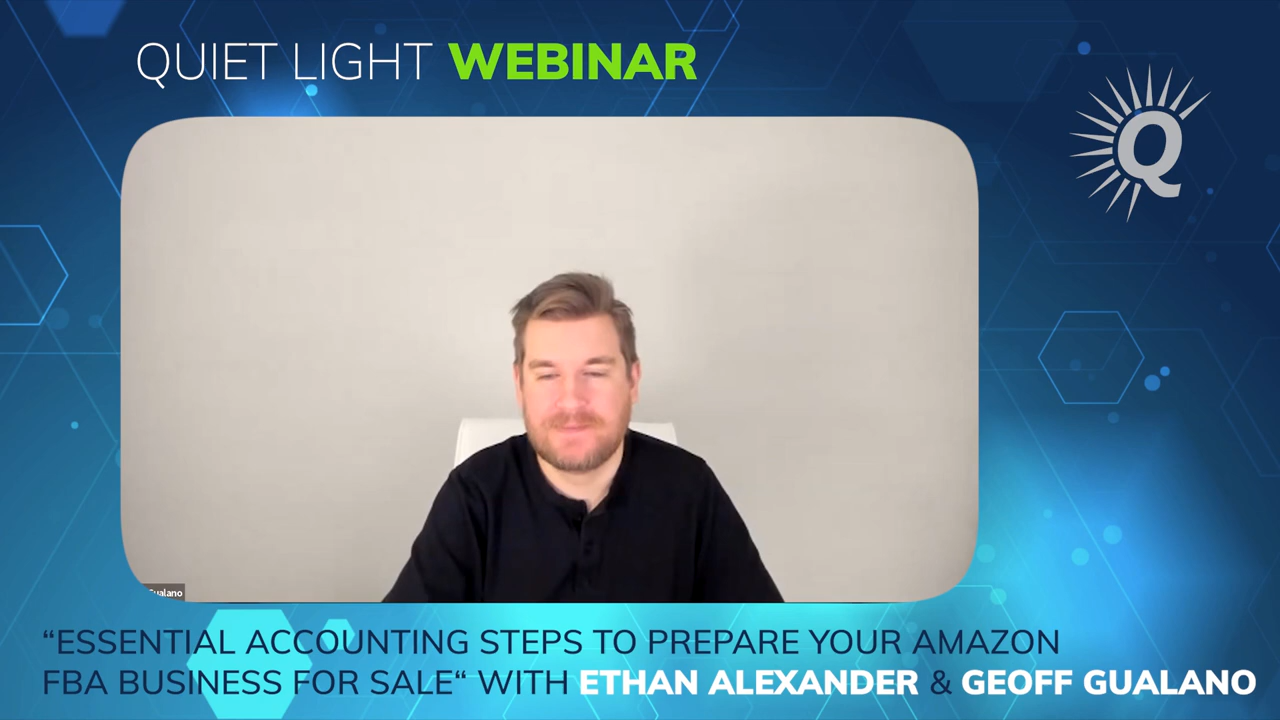 QUIET LIGHT WEBINAR
Q
ualano
“ESSENTIAL ACCOUNTING STEPS TO PREPARE YOUR AMAZON
FBA BUSINESS FOR SALE“ WITH ETHAN ALEXANDER & GEOFF GUALANO